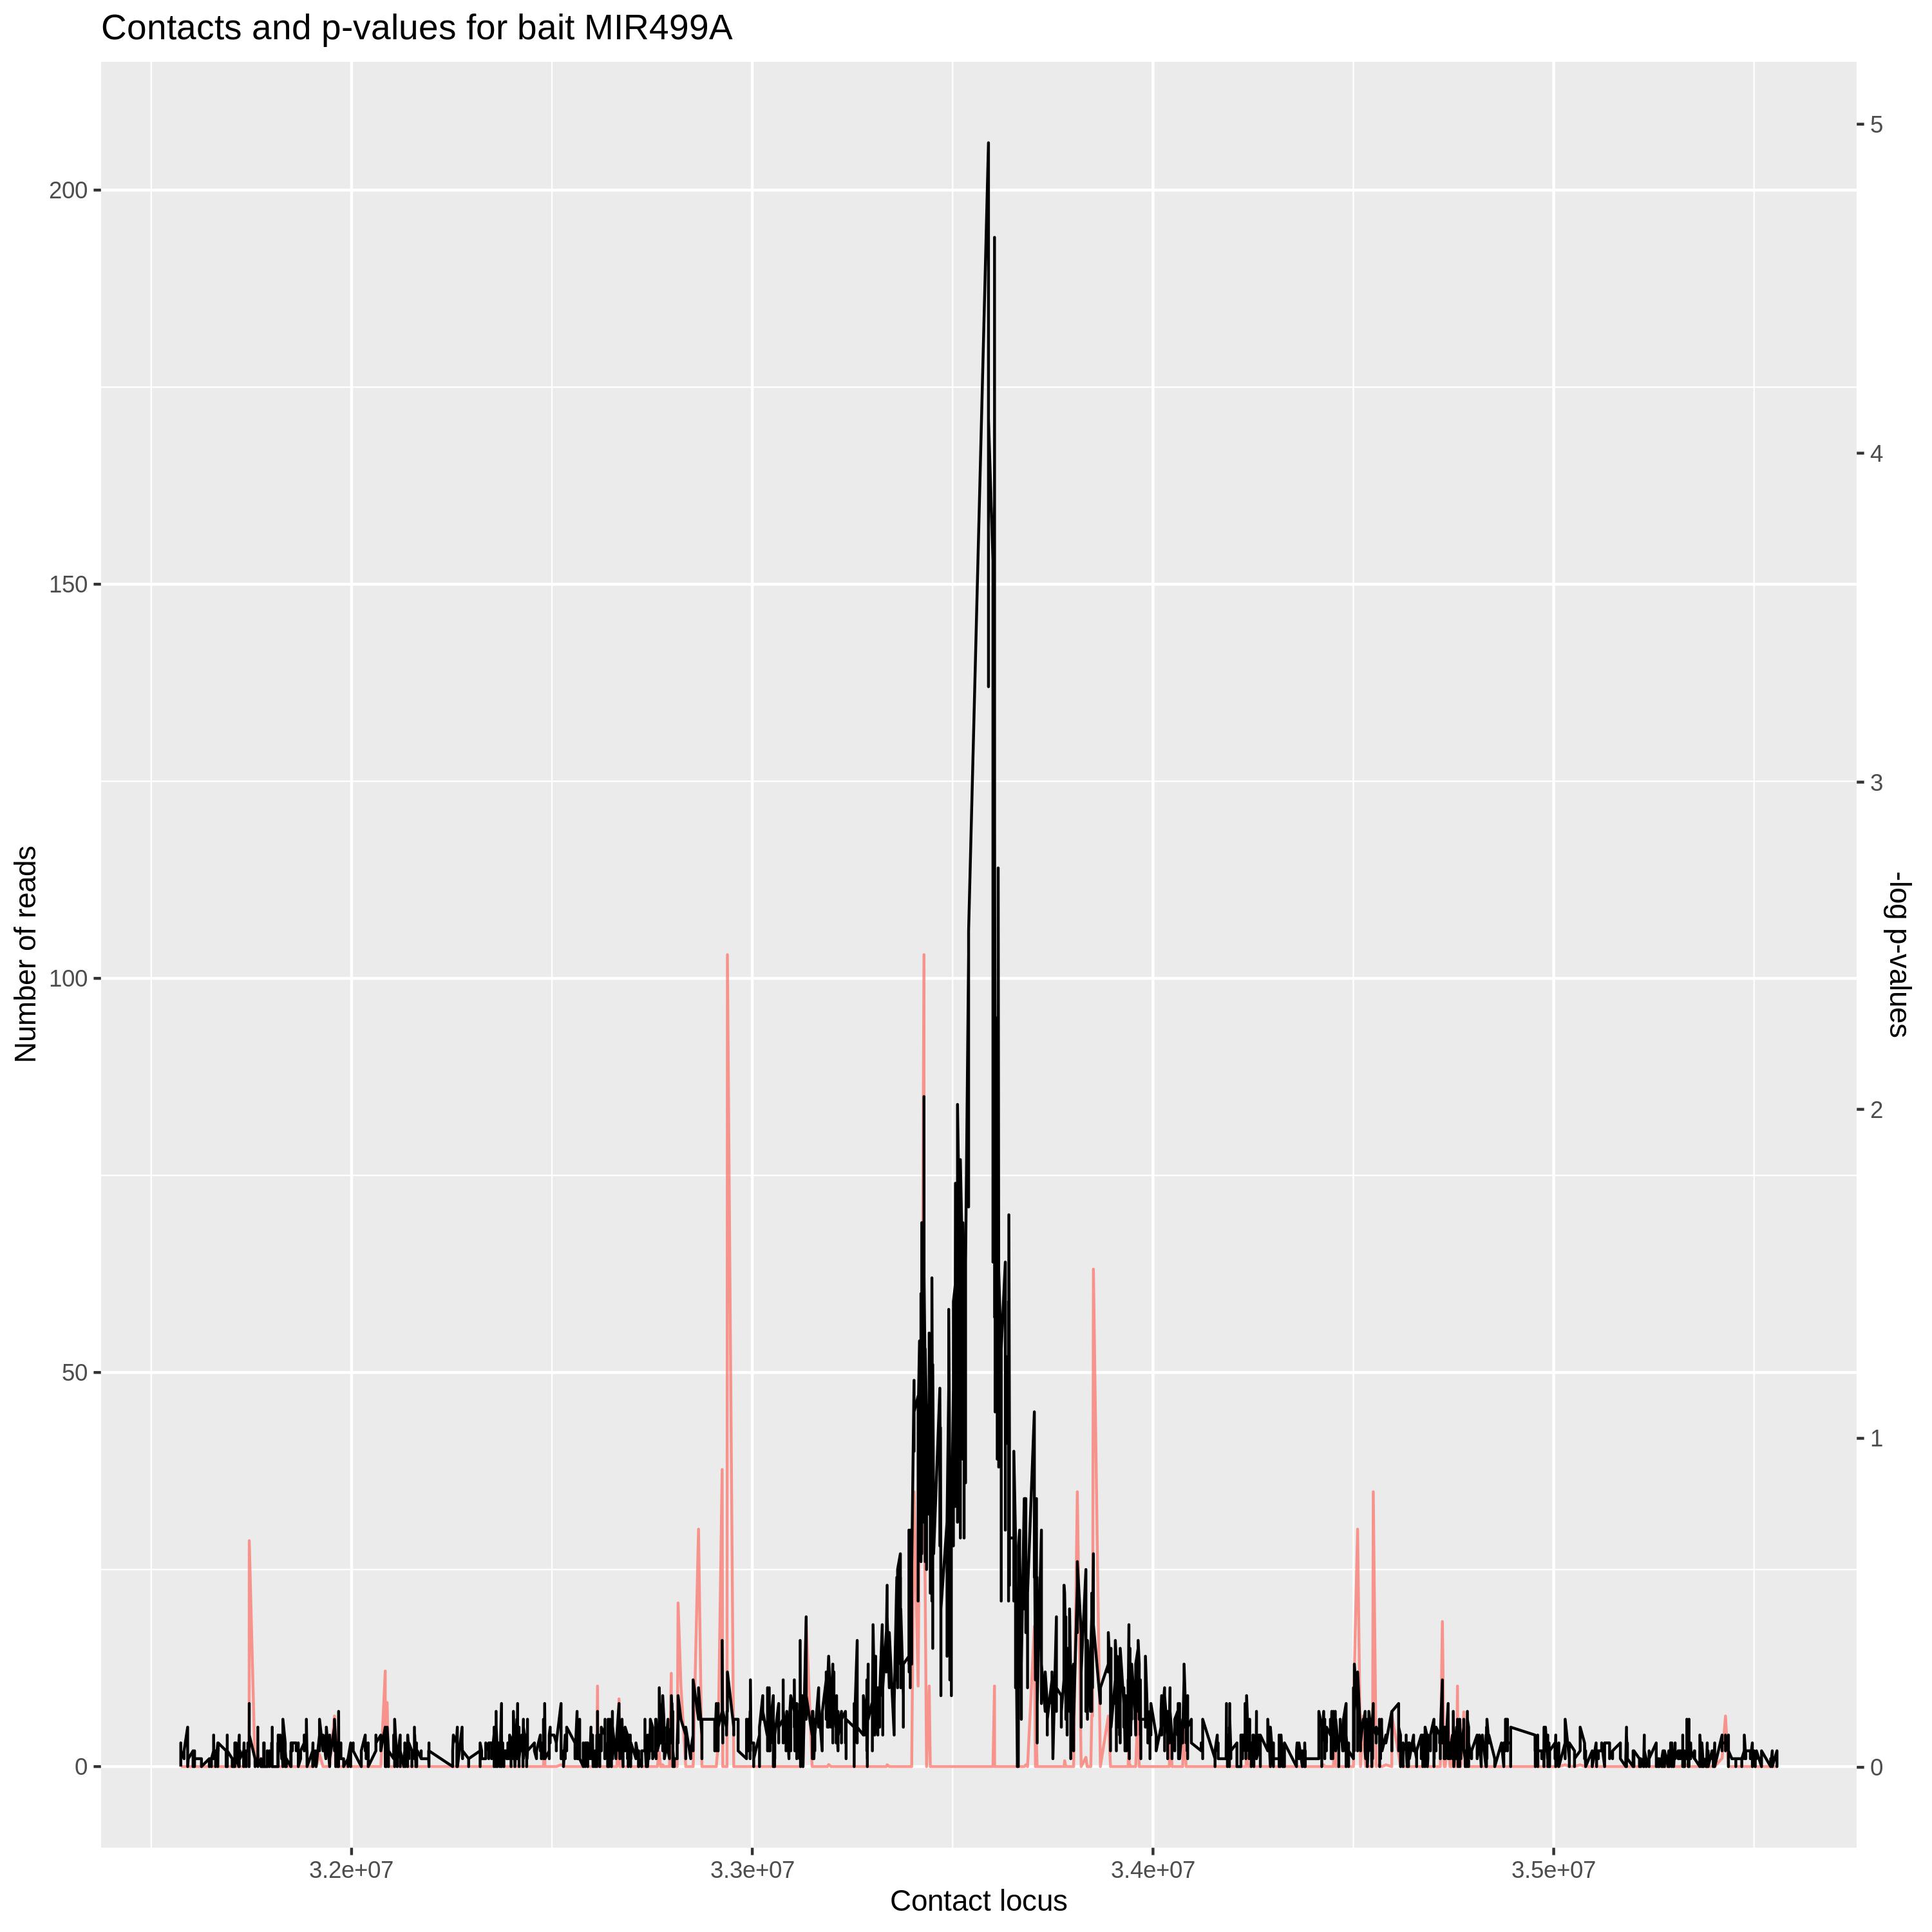 Contacts and p-values for bait MIR499A
Number of reads
200
150
100
50
0
5
4
3
2
1
0
-log p-values
3.2e+07
3.3e+07
3.4e+07
3.5e+07
Contact locus